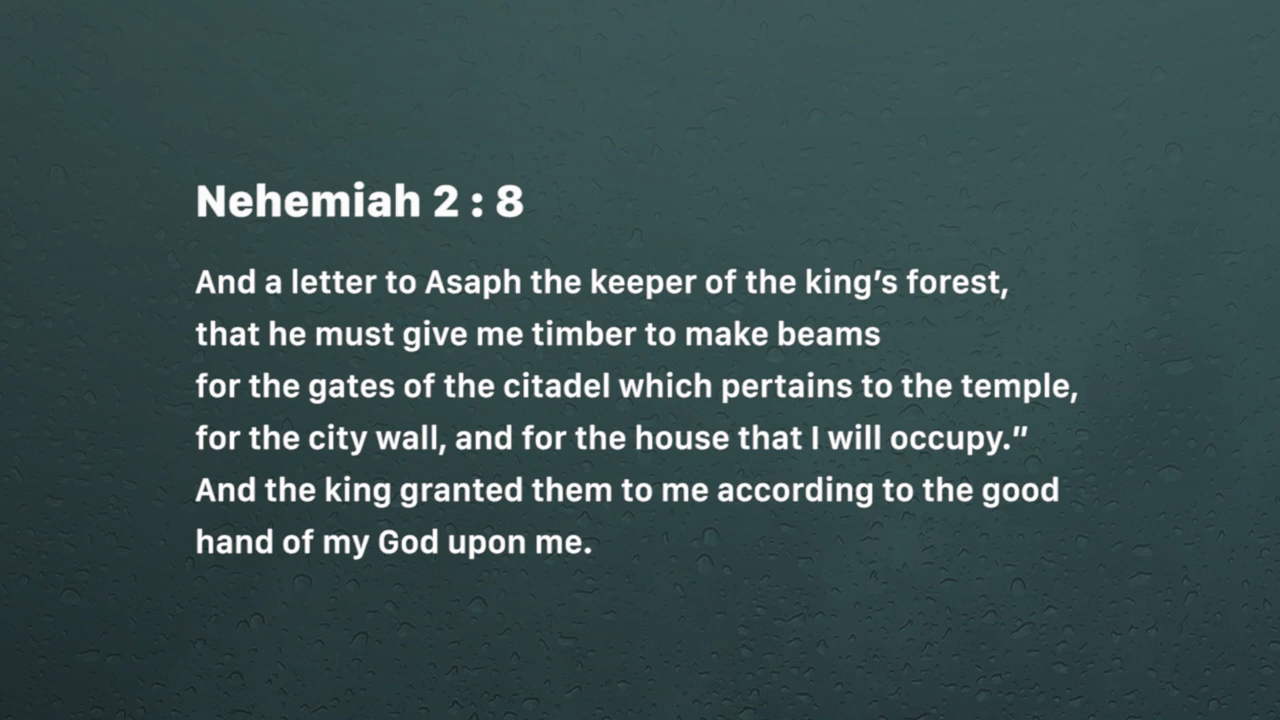 Nehemiah 2 : 8
And a letter to Asaph the keeper of the king’s forest,
that he must give me timber to make beams
for the gates of the citadel which pertains to the temple,
for the city wall, and for the house that I will occupy.”
And the king granted them to me according to the good
hand of my God upon me.